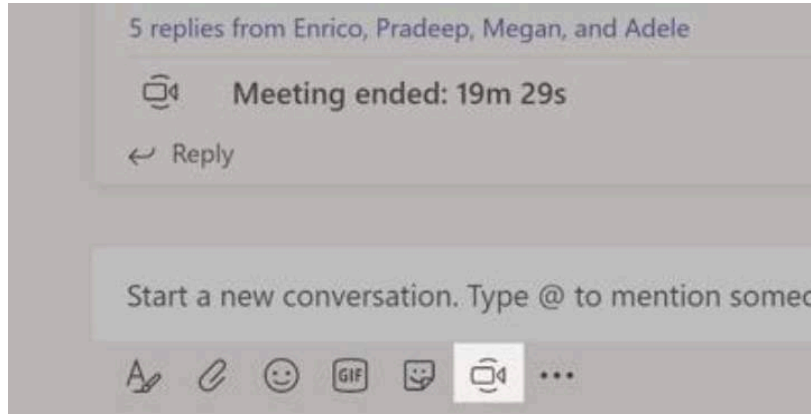 5 replies from Enrico, Pradeep, Megan, and Adele
Meeting ended: 19m 29s
Reply
Start a new conversation. Type @ to mention
GIF